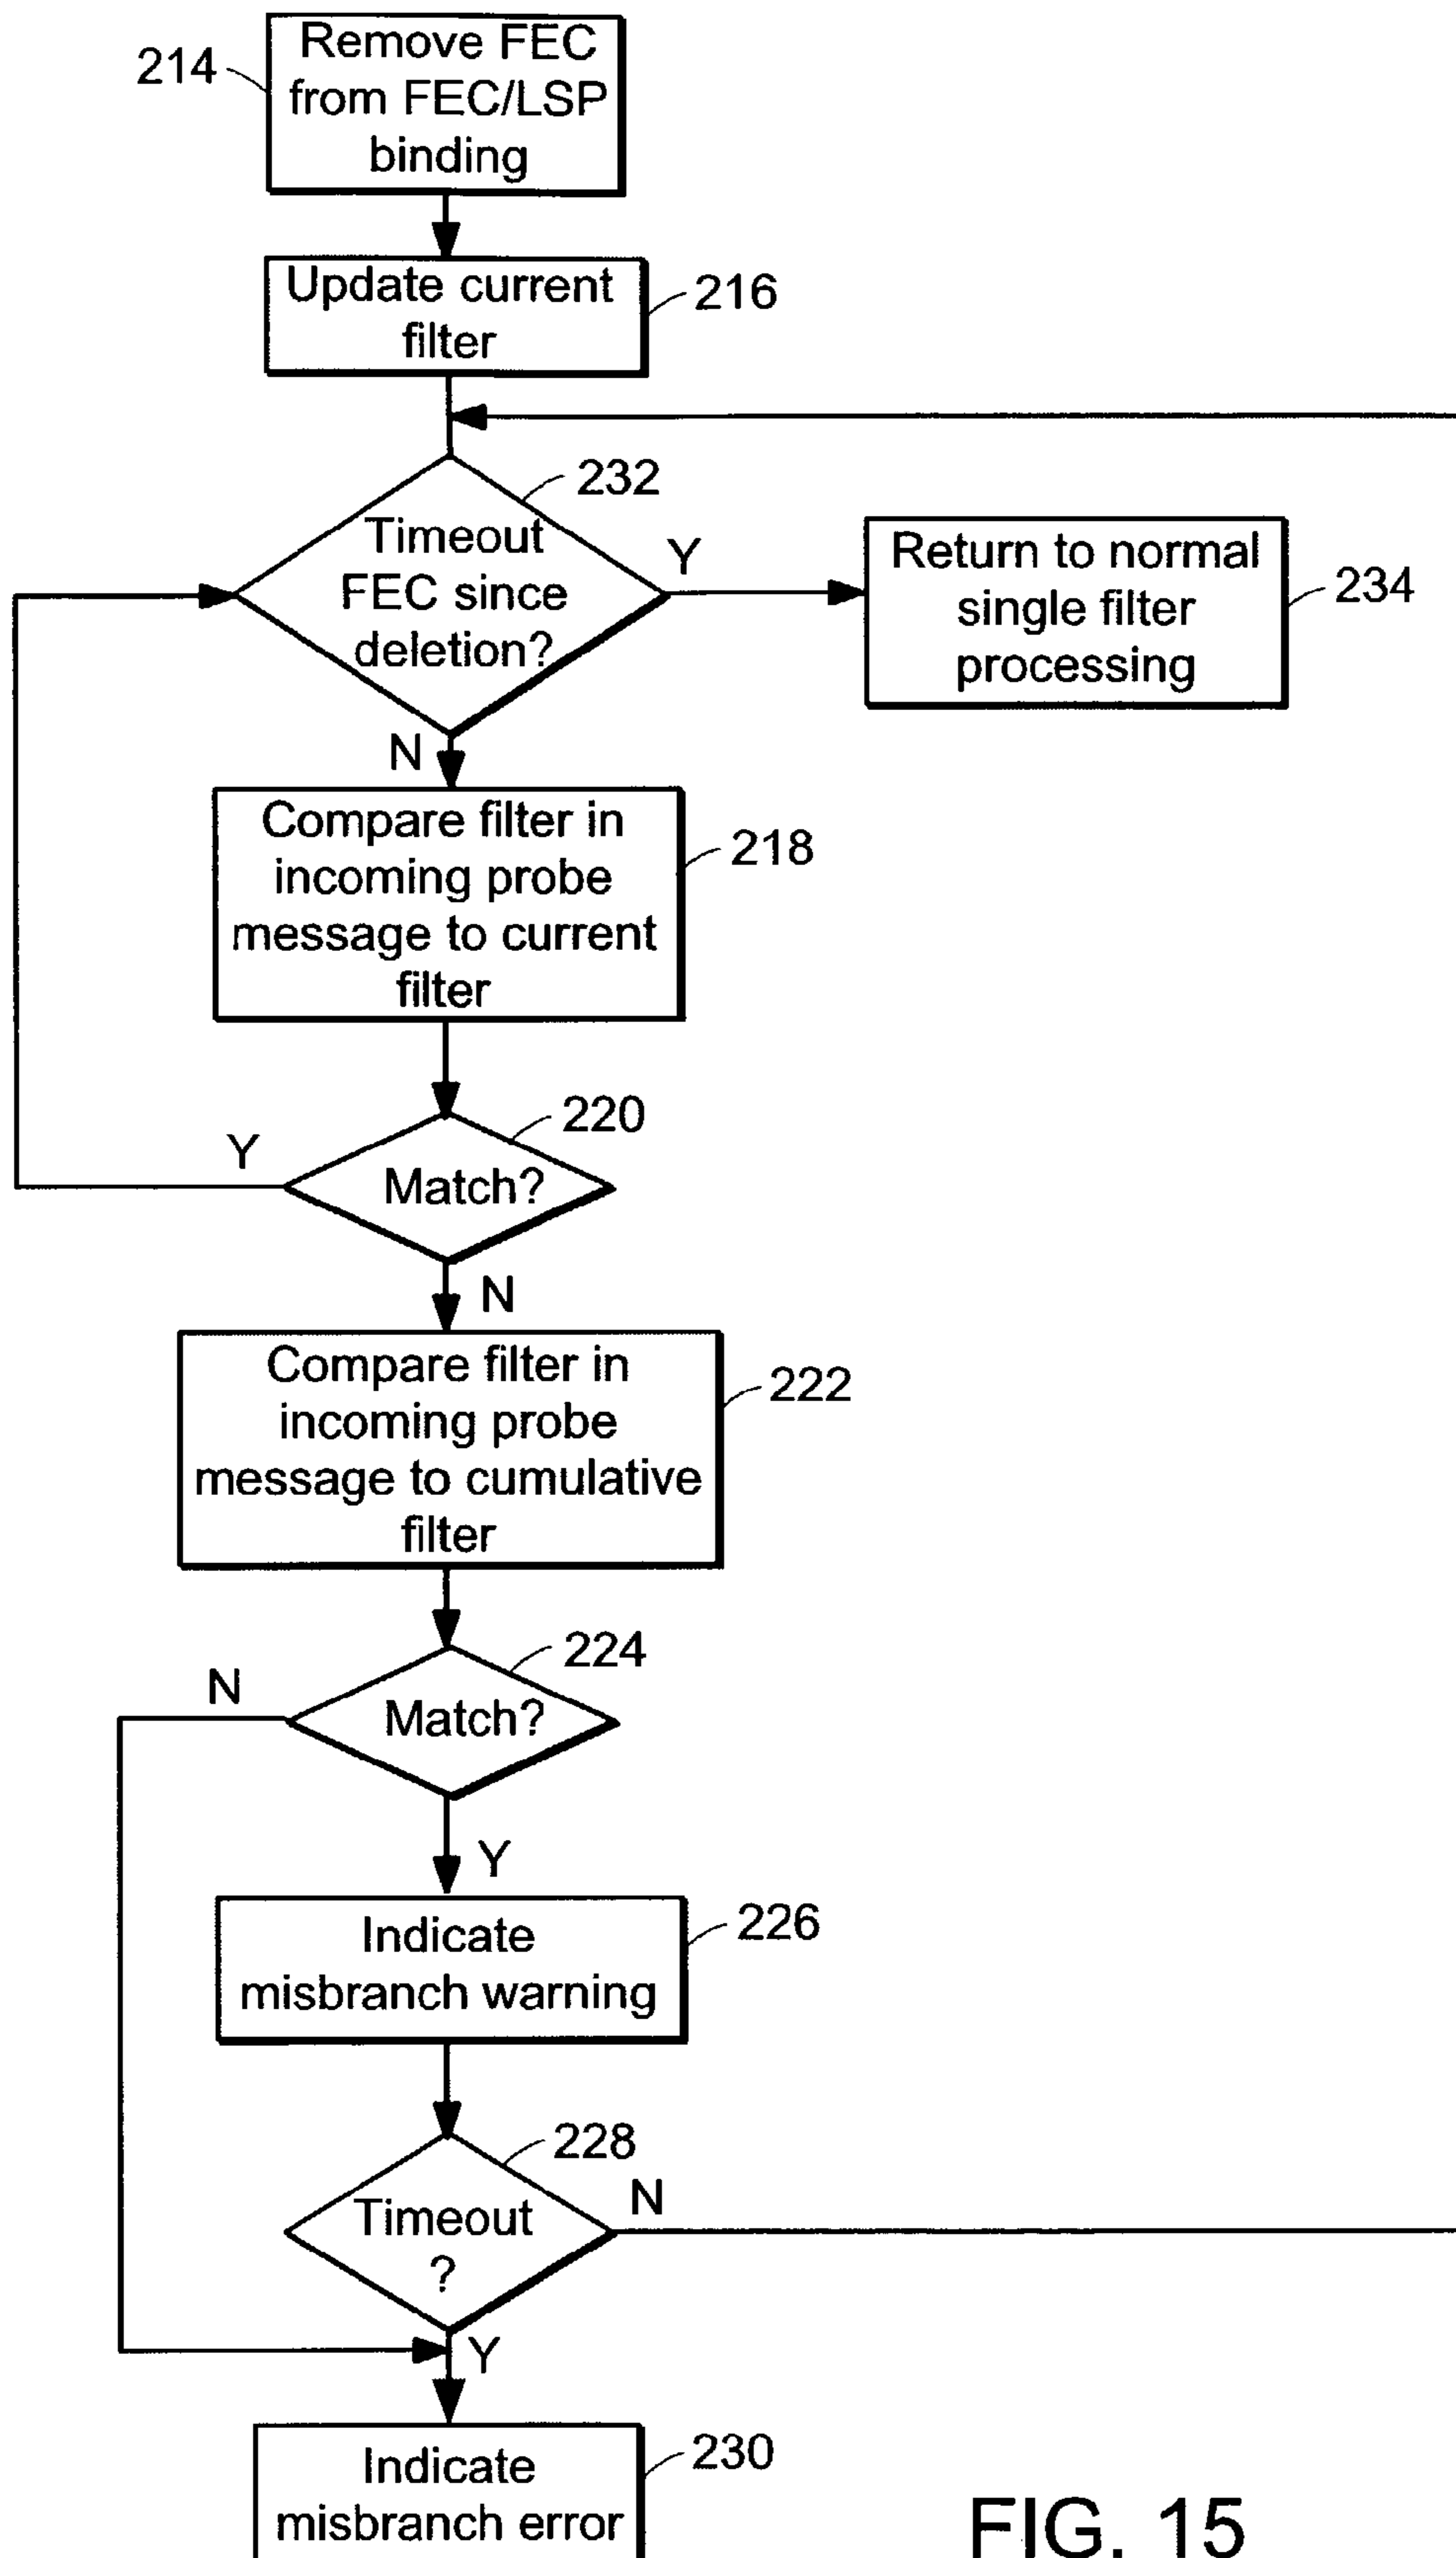 Remove FEC
from FEC/LSP
binding
214
Update current
filter
216
232
Timeout
FEC since
deletion?
Y
N
Return to normal
single filter
processing
234
Compare filter in
incoming probe
message to current
filter
218
220
Match?
Y
N
Compare filter in
incoming probe
message to cumulative
filter
222
224
Match?
N
Y
Indicate
misbranch warning
226
228
Timeout
?
N
Y
Indicate
misbranch error
230
FIG. 15